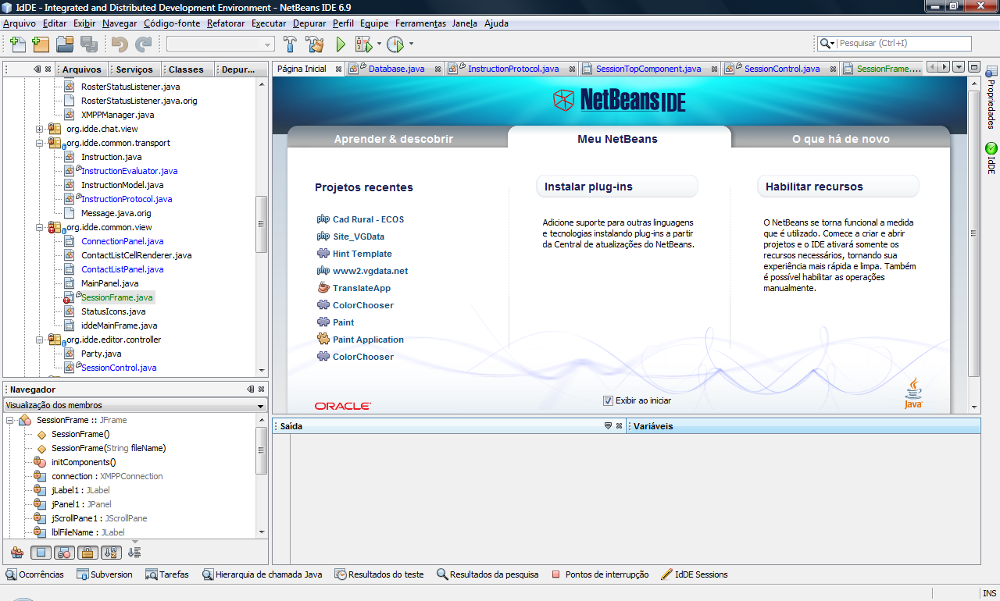 IdDE - Integrated and Distributed Development Environment - NetBeans IDE 6.9
Arquivo Editar Exibir Navegar Código-fonte Refatorar Executar Depurar Perfil Equipe Ferramentas Janela Ajuda
Pesquisar (Ctrl+I)
Arquivos Serviços Classes Depur...
RosterStatusListener.java
RosterStatusListener.java.orig
XMPPManager.java
org.idde.chat.view
org.idde.common.transport
Instruction.java
InstructionEvaluator.java
InstructionModel.java
InstructionProtocol.java
Message.java.orig
org.idde.common.view
ConnectionPanel.java
ContactListCellRenderer.java
ContactListPanel.java
MainPanel.java
SessionFrame.java
StatusIcons.java
iddeMainFrame.java
org.idde.editor.controller
Party.java
SessionControl.java
Navegador
Visualização dos membros
SessionFrame :: JFrame
SessionFrame()
SessionFrame(String fileName)
initComponents()
connection : XMPPConnection
jLabel1 : JLabel
jPanel1 : JPanel
jScrollPane1 : JScrollPane
lblFileName : JLabel
Página Inicial Database.java InstructionProtocol.java SessionTopComponent.java SessionControl.java SessionFrame....
NetBeans IDE
Aprender & descobrir Meu NetBeans O que há de novo
Projetos recentes
php Cad Rural - ECOS
php Site_VGData
Hint Template
php www2.vgdata.net
TranslateApp
ColorChooser
Paint
Paint Application
ColorChooser
Instalar plug-ins
Adicione suporte para outras linguagens
e tecnologias instalando plug-ins a partir
da Central de atualizações do NetBeans.
Habilitar recursos
O NetBeans se torna funcional a medida
que é utilizado. Comece a criar e abrir
projetos e o IDE ativará somente os
recursos necessários, tornando sua
experiência mais rápida e limpa. Também
é possível habilitar as operações
manualmente.
ORACLE
Exibir ao iniciar
Java
Propriedades
IdDE
Saída Variáveis
Ocorrências Subversion Tarefas Hierarquia de chamada Java Resultados do teste Resultados da pesquisa Pontos de interrupção IdDE Sessions
INS